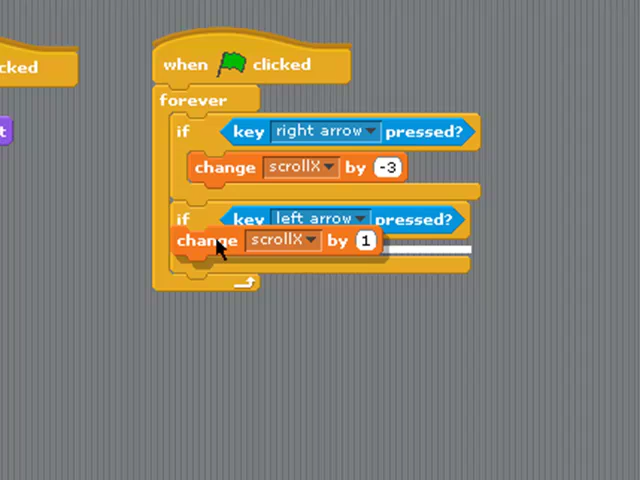 cked
t
when clicked
forever
if key right arrow pressed?
change scrollX by -3
if key left arrow pressed?
change scrollX by 1